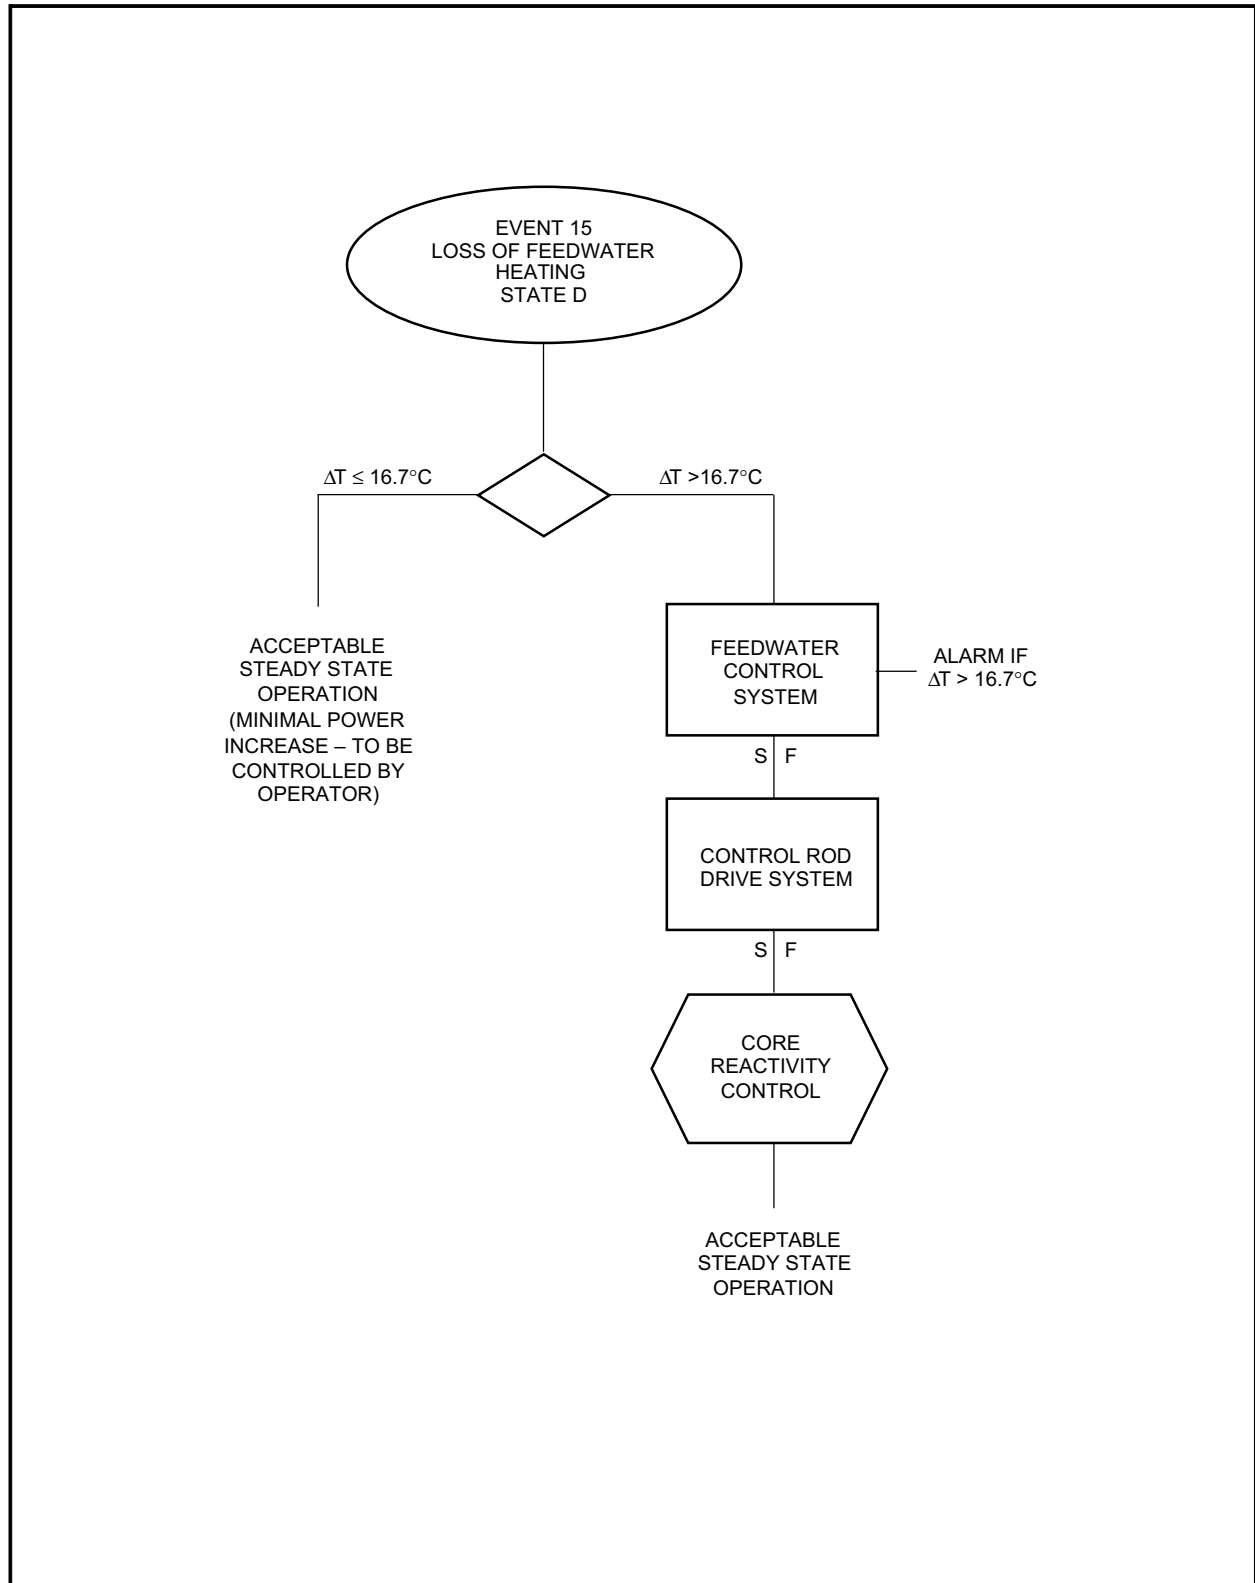 EVENT 15
LOSS OF FEEDWATER
HEATING
STATE D
ΔT ≤ 16.7°C
ΔT >16.7°C
ACCEPTABLE
STEADY STATE
OPERATION
(MINIMAL POWER
INCREASE – TO BE
CONTROLLED BY
OPERATOR)
FEEDWATER
CONTROL
SYSTEM
ALARM IF
ΔT > 16.7°C
S F
CONTROL ROD
DRIVE SYSTEM
S F
CORE
REACTIVITY
CONTROL
ACCEPTABLE
STEADY STATE
OPERATION